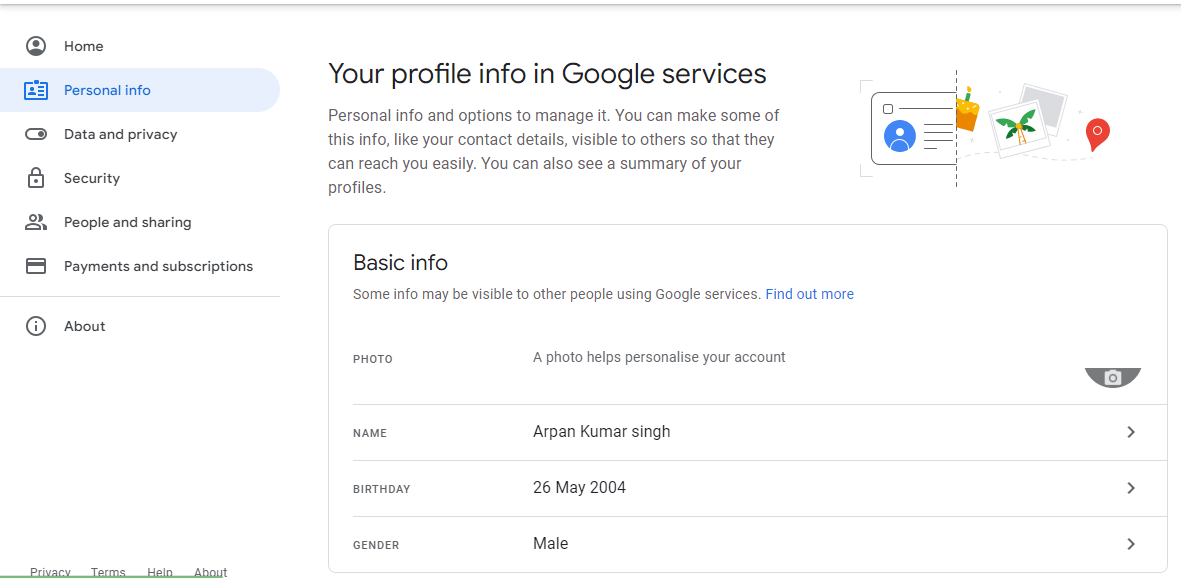 Home
Personal info
Data and privacy
Security
People and sharing
Payments and subscriptions
About
Your profile info in Google services
Personal info and options to manage it. You can make some of
this info, like your contact details, visible to others so that they
can reach you easily. You can also see a summary of your
profiles.
Basic info
Some info may be visible to other people using Google services. Find out more
PHOTO A photo helps personalise your account
NAME Arpan Kumar singh
BIRTHDAY 26 May 2004
GENDER Male
Privacy Terms Help About